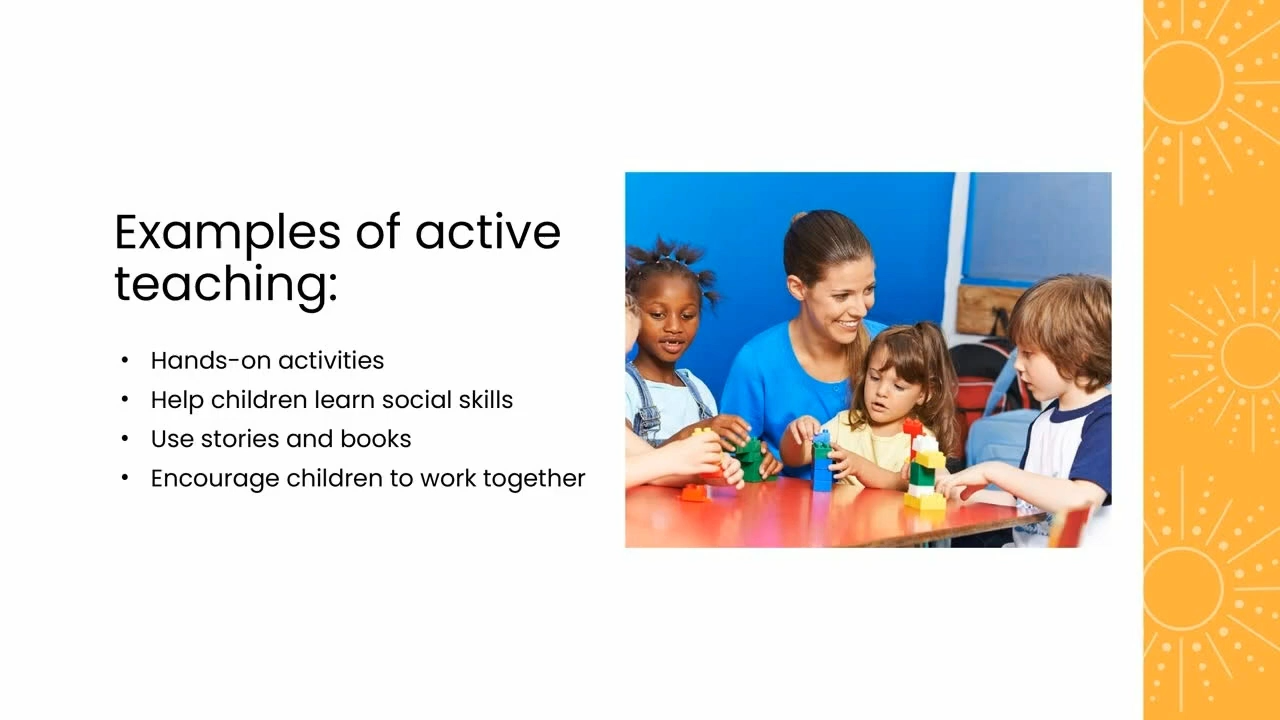 Examples of active
teaching:
• Hands-on activities
• Help children learn social skills
• Use stories and books
• Encourage children to work together